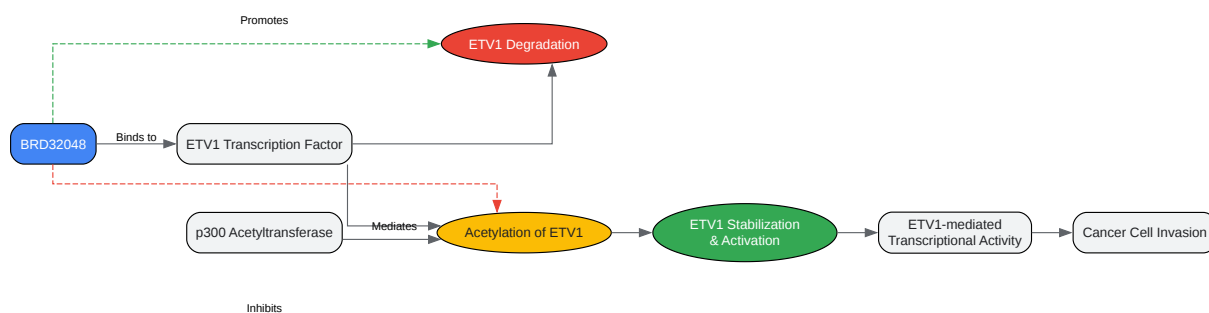 Promotes
ETV1 Degradation
BRD32048
Binds to
ETV1 Transcription Factor
p300 Acetyltransferase
Mediates
Acetylation of ETV1
ETV1 Stabilization
& Activation
ETV1-mediated
Transcriptional Activity
Cancer Cell Invasion
Inhibits